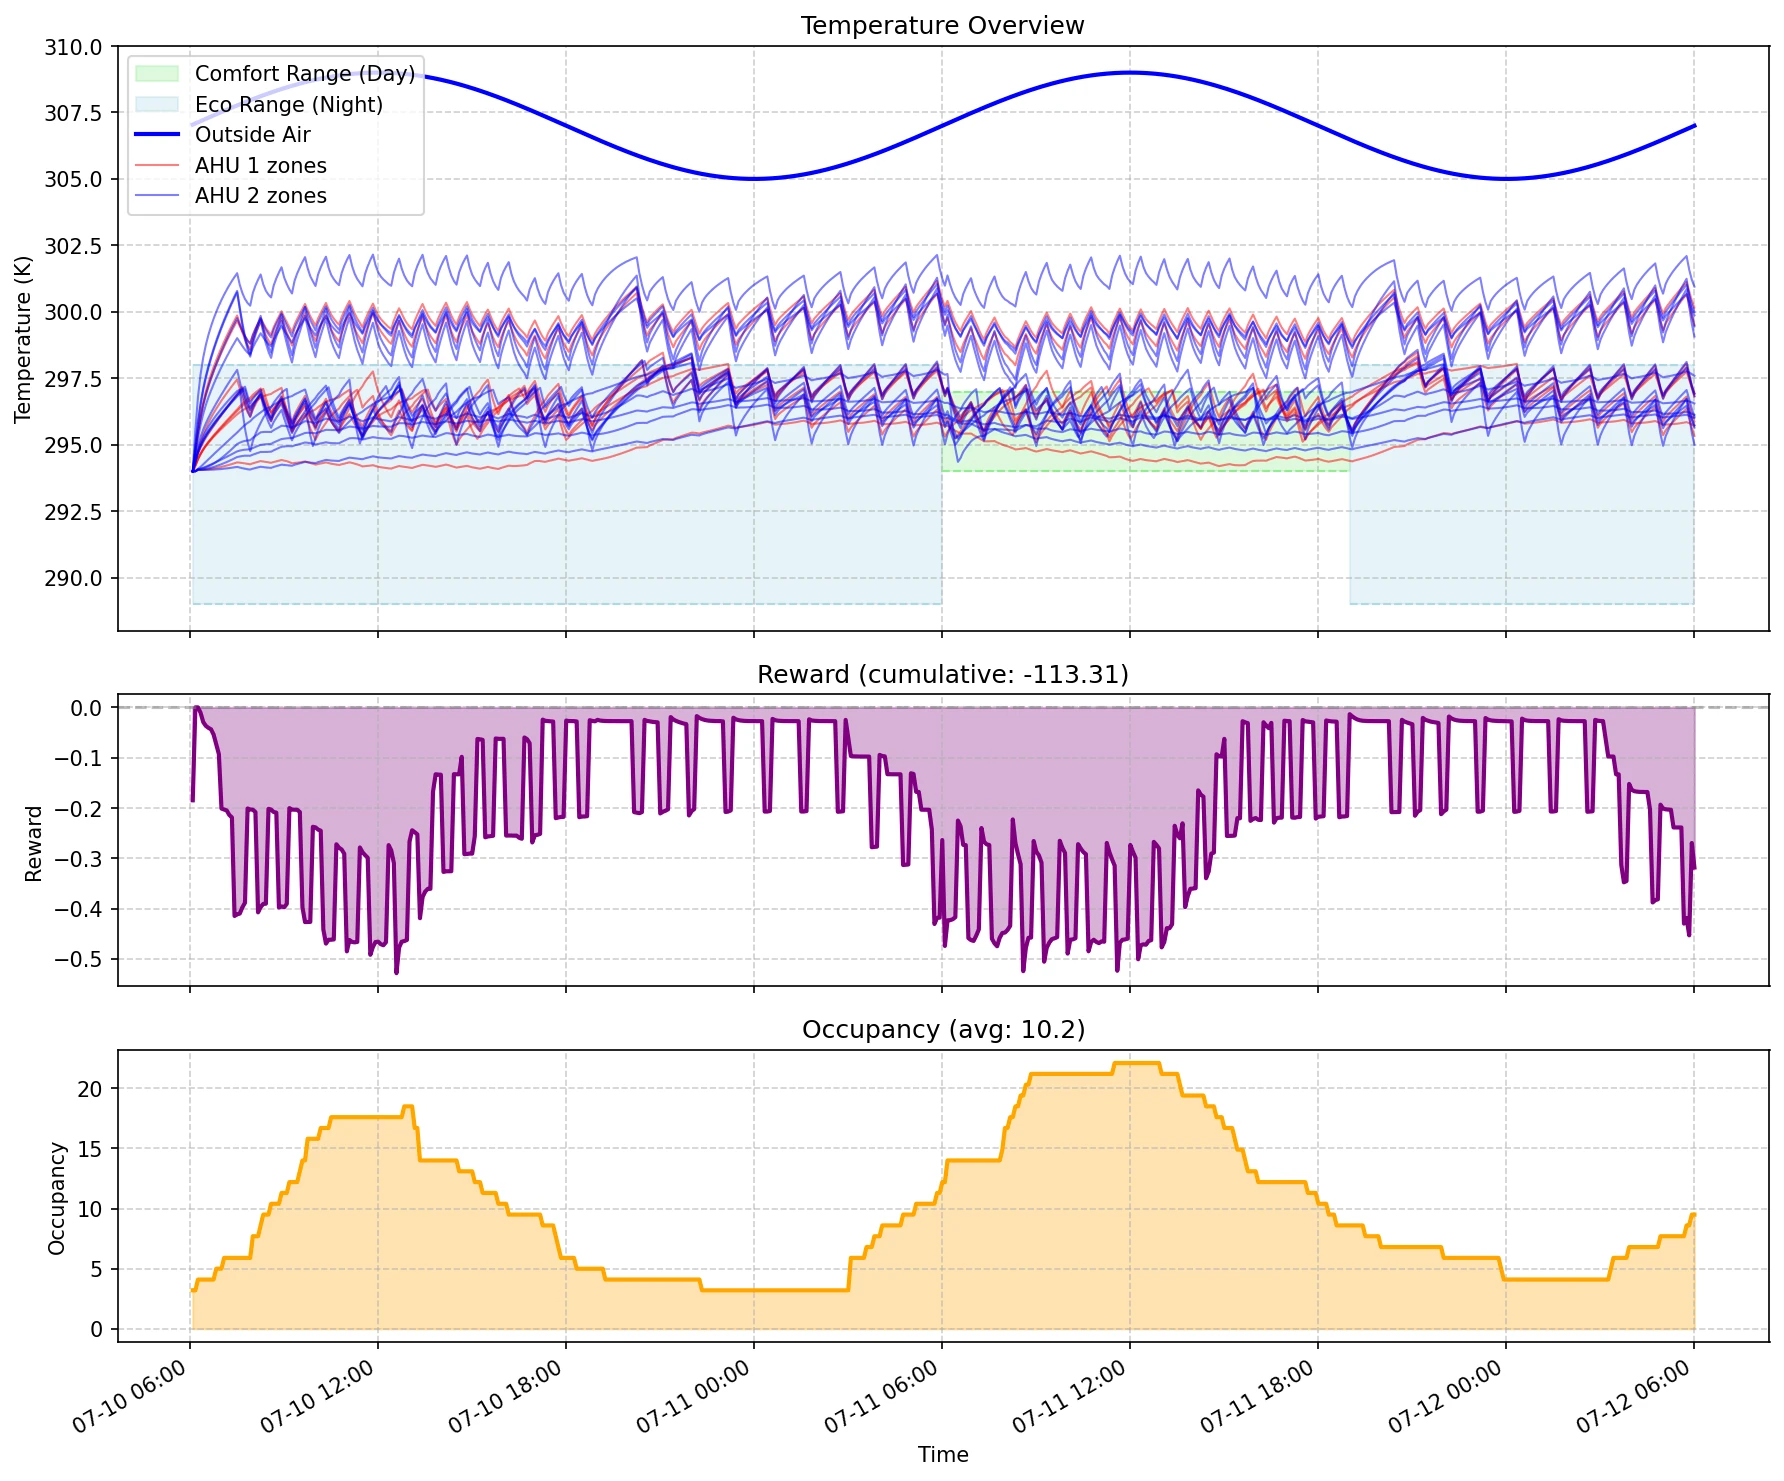 Temperature Overview
Temperature (K)
310.0
307.5
305.0
302.5
300.0
297.5
295.0
292.5
290.0
Comfort Range (Day)
Eco Range (Night)
Outside Air
AHU 1 zones
AHU 2 zones
Reward (cumulative: -113.31)
Reward
0.0
−0.1
−0.2
−0.3
−0.4
−0.5
Occupancy (avg: 10.2)
Occupancy
20
15
10
5
0
07-10 06:00
07-10 12:00
07-10 18:00
07-11 00:00
07-11 06:00
07-11 12:00
07-11 18:00
07-12 00:00
07-12 06:00
Time